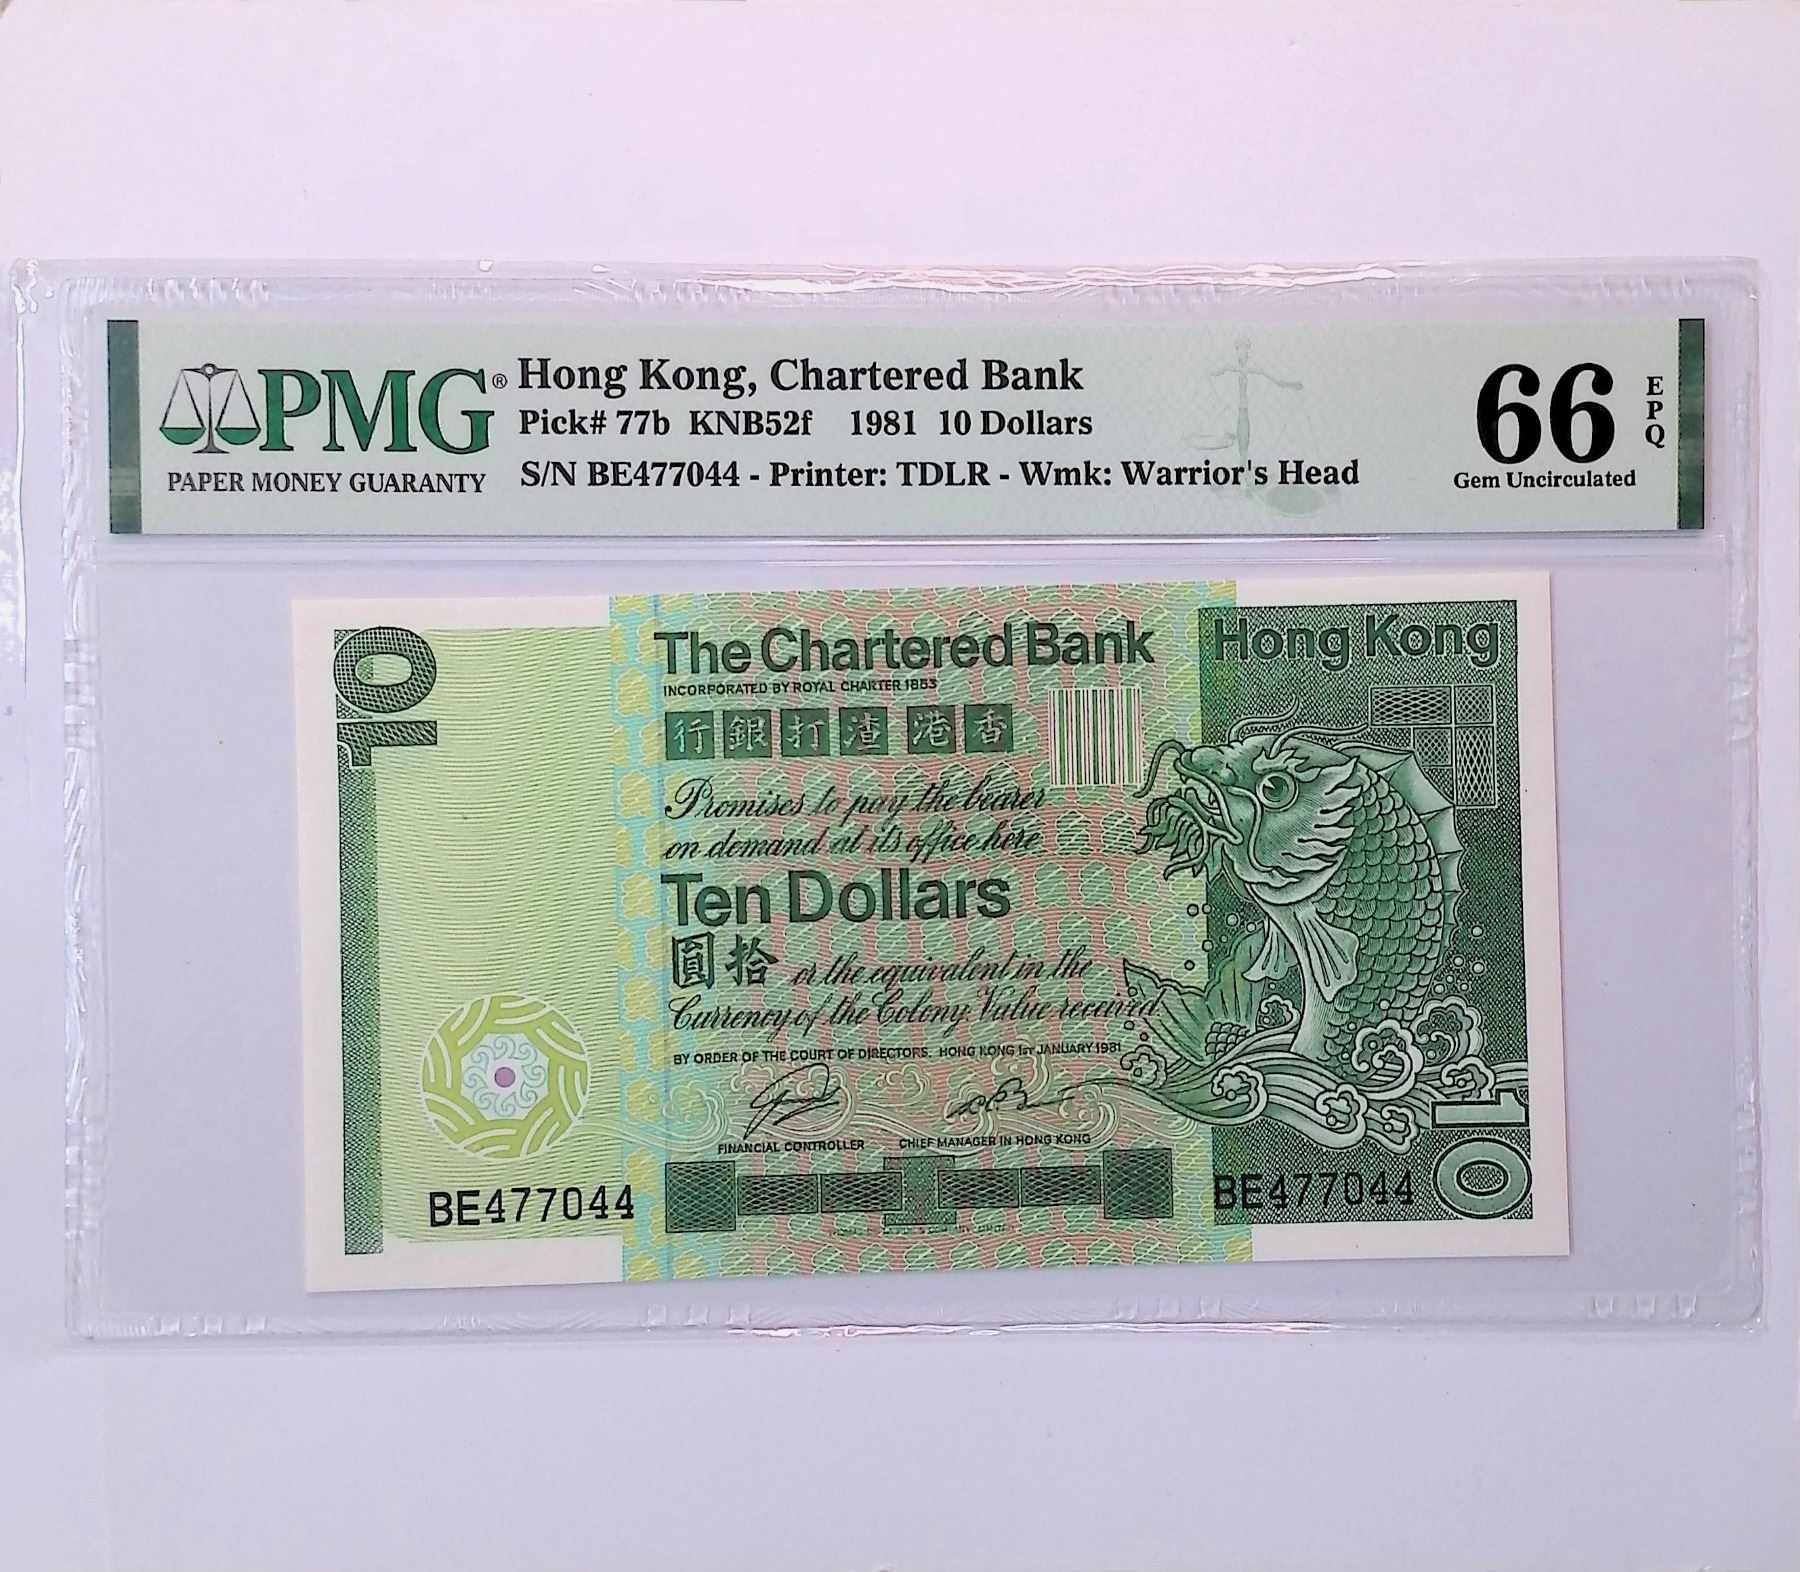 PMG®
PAPER MONEY GUARANTY
Hong Kong, Chartered Bank
Pick# 77b KNB52f 1981 10 Dollars
S/N BE477044 - Printer: TDLR - Wmk: Warrior's Head
66 EPQ
Gem Uncirculated
10
The Chartered Bank
INCORPORATED BY ROYAL CHARTER 1853
行銀打渣港香
Hong Kong
Promises to pay the bearer
on demand at its office here
Ten Dollars
圓拾 or the equivalent in the
Currency of the Colony. Value received.
BY ORDER OF THE COURT OF DIRECTORS. HONG KONG 1ST JANUARY 1981
FINANCIAL CONTROLLER CHIEF MANAGER IN HONG KONG
BE477044
BE477044
10